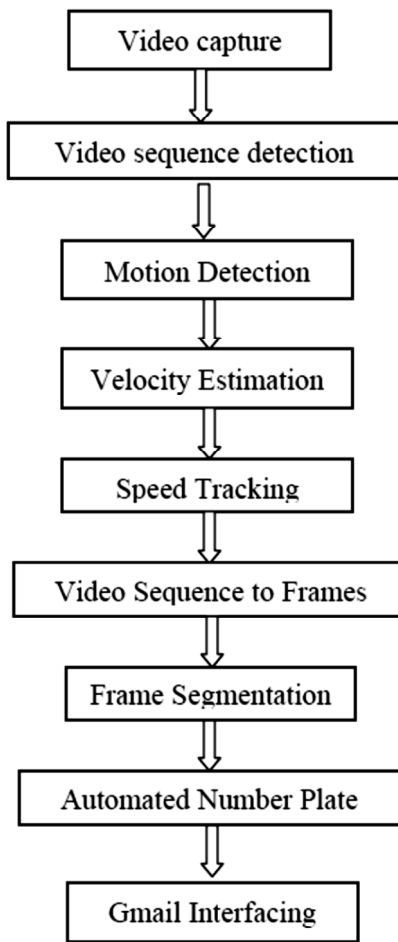 Video capture
Video sequence detection
Motion Detection
Velocity Estimation
Speed Tracking
Video Sequence to Frames
Frame Segmentation
Automated Number Plate
Gmail Interfacing